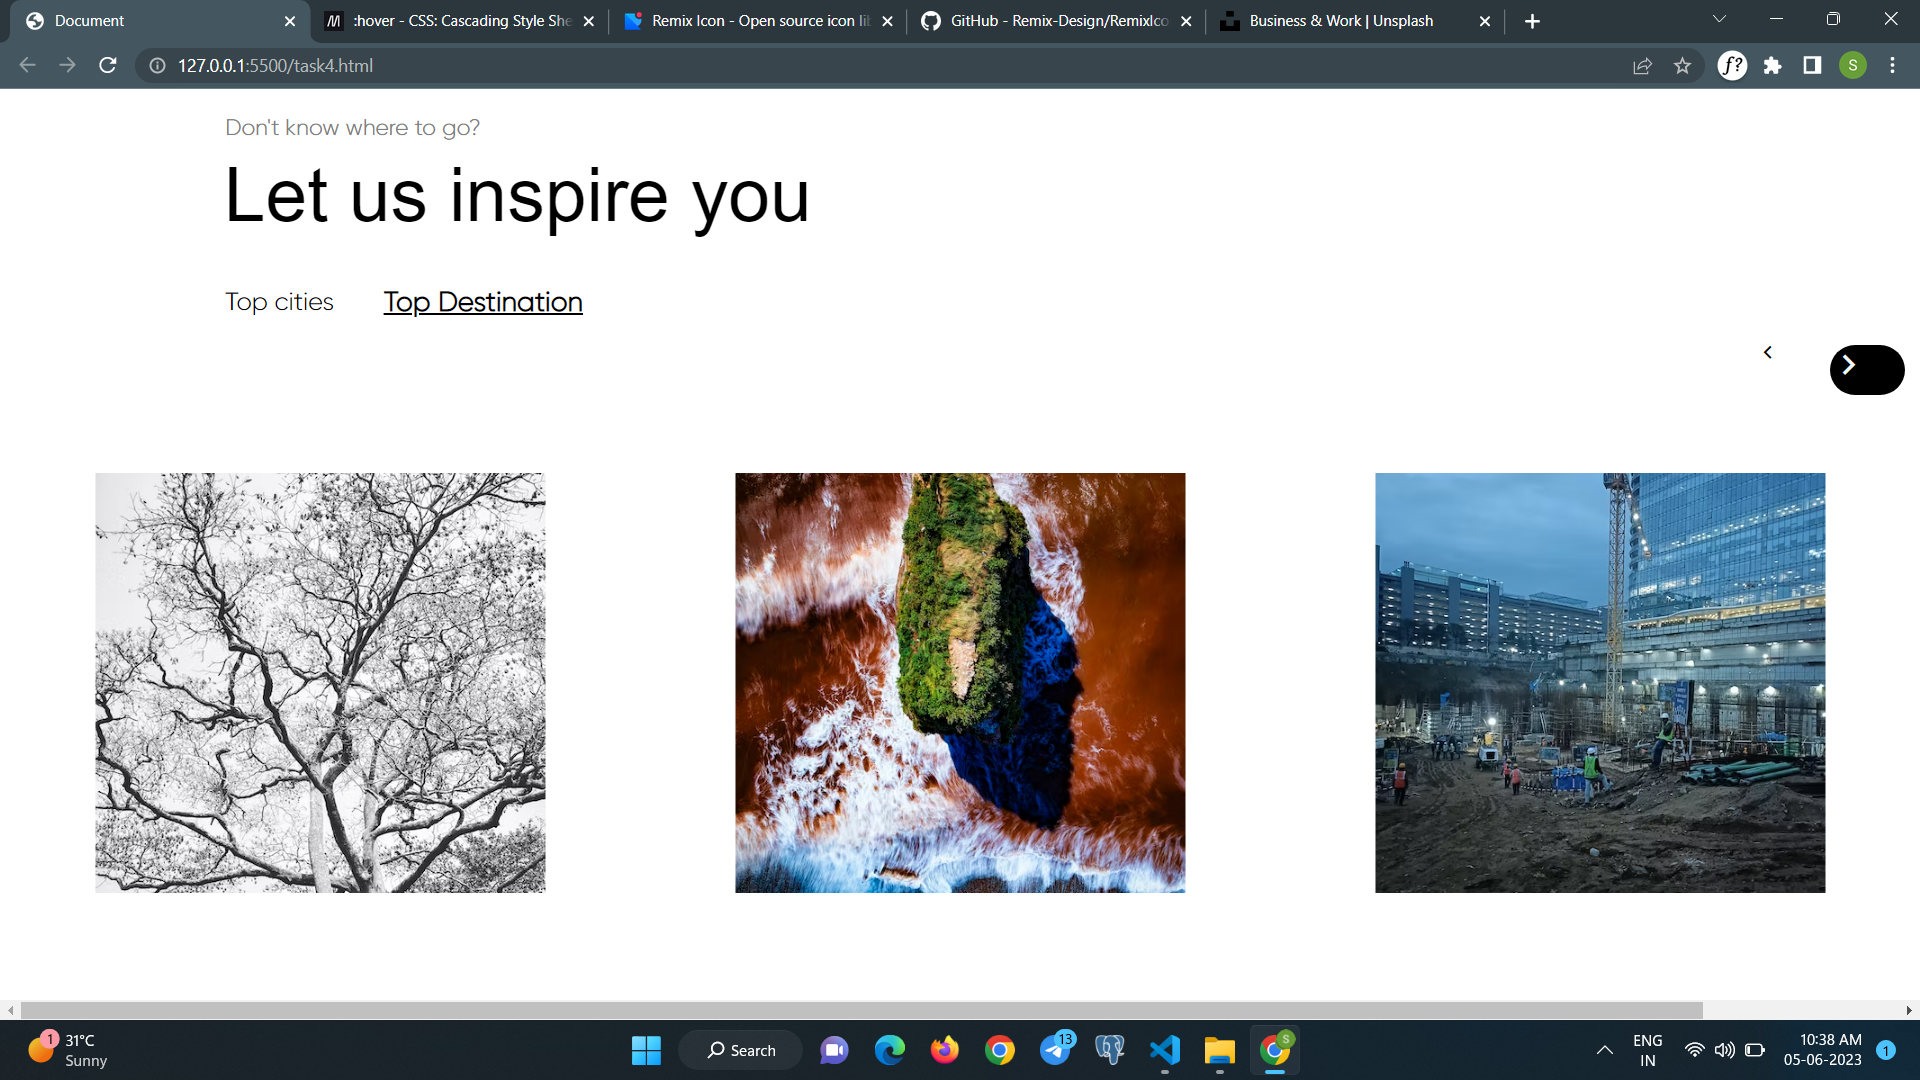 Document
:hover - CSS: Cascading Style She
Remix Icon - Open source icon lib
GitHub - Remix-Design/RemixIco
Business & Work | Unsplash
127.0.0.1:5500/task4.html
f?
S
Don't know where to go?
Let us inspire you
Top cities
Top Destination
1
31°C
Sunny
Search
13
S
ENG
IN
10:38 AM
05-06-2023
1